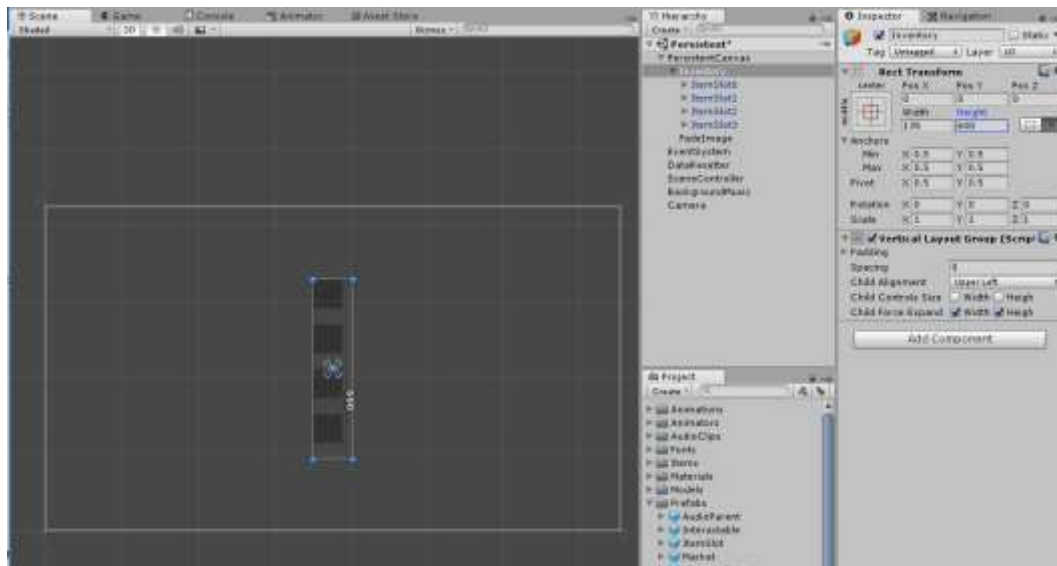 Scene Game Console Animator Asset Store
Shaded 2D Gizmos
Hierarchy
Create
Persistent*
PersistentCanvas
Inventory
ItemSlot0
ItemSlot1
ItemSlot2
ItemSlot3
FadeImage
EventSystem
DataResetter
SceneController
BackgroundMusic
Camera
Project
Create
Animations
Animators
AudioClips
Fonts
Items
Materials
Models
Prefabs
AudioParent
Interactable
ItemSlot
Market
Inspector Navigation
Inventory Static
Tag Untagged Layer UI
Rect Transform
center Pos X Pos Y Pos Z
0 0 0
Width Height
Anchors
Min X 0.5 Y 0.5
Max X 0.5 Y 0.5
Pivot X 0.5 Y 0.5
Rotation X 0 Y 0 Z 0
Scale X 1 Y 1 Z 1
Vertical Layout Group (Script
Padding
Spacing
Child Alignment Upper Left
Child Controls Size Width Heigh
Child Force Expand Width Heigh
Add Component